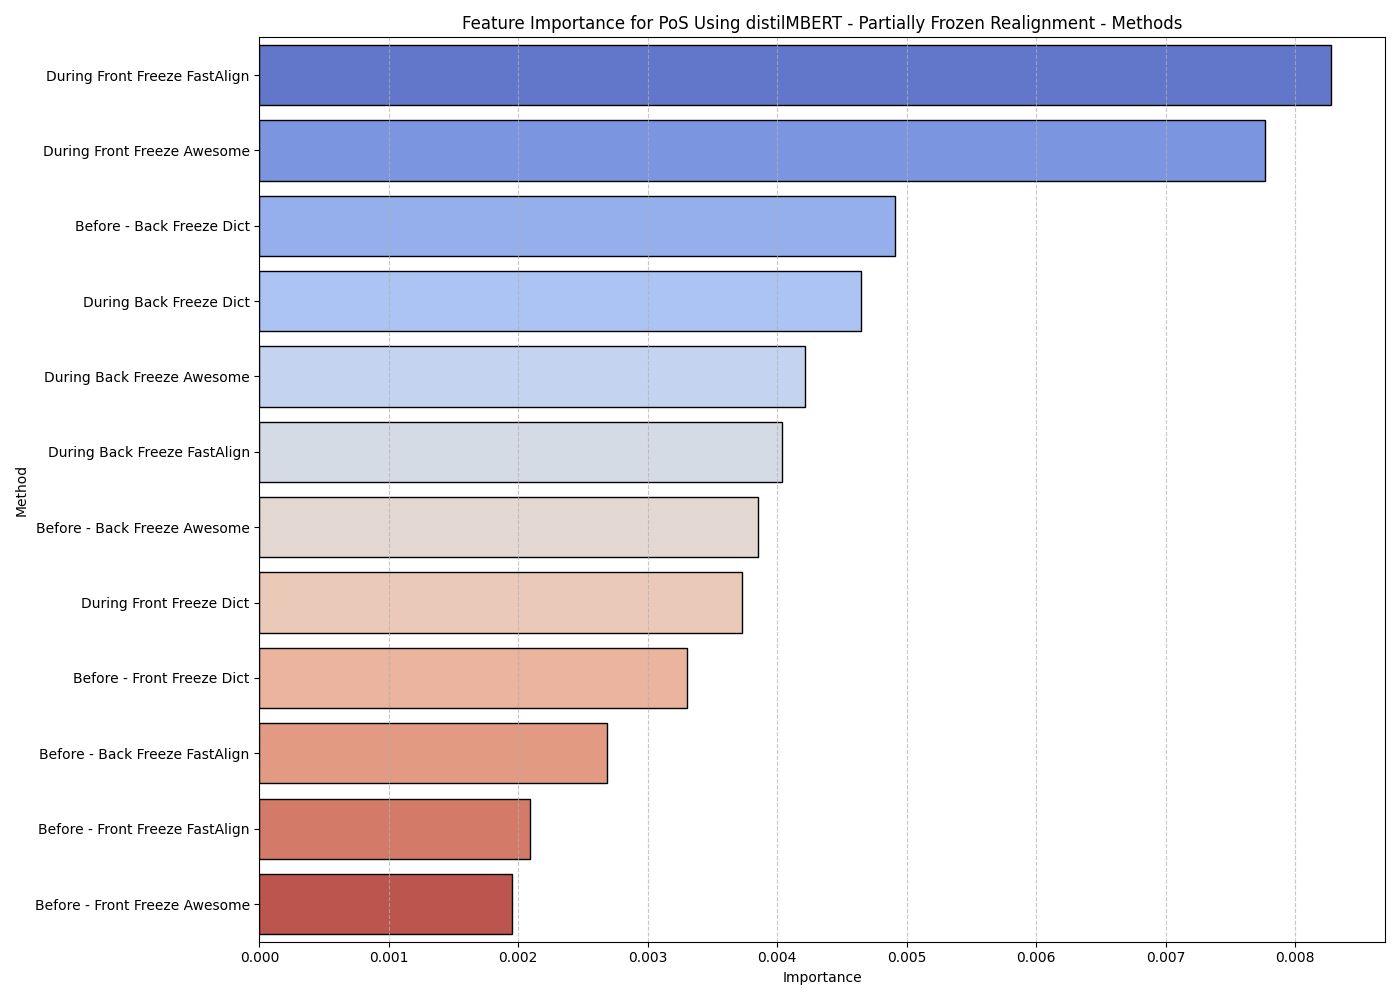 Feature Importance for PoS Using distilMBERT - Partially Frozen Realignment - Methods
During Front Freeze FastAlign
During Front Freeze Awesome
Before - Back Freeze Dict
During Back Freeze Dict
During Back Freeze Awesome
During Back Freeze FastAlign
Before - Back Freeze Awesome
During Front Freeze Dict
Before - Front Freeze Dict
Before - Back Freeze FastAlign
Before - Front Freeze FastAlign
Before - Front Freeze Awesome
Method
0.000 0.001 0.002 0.003 0.004 0.005 0.006 0.007 0.008
Importance